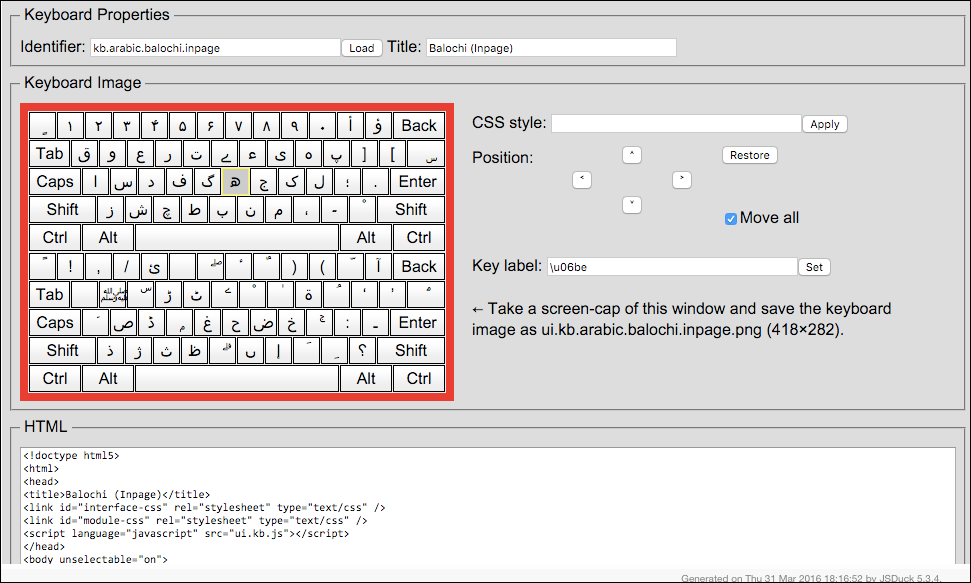 Keyboard Properties
Identifier: kb.arabic.balochi.inpage Load Title: Balochi (Inpage)
Keyboard Image
۱ ۲ ۳ ۴ ۵ ۶ ۷ ۸ ۹ ۰ أ ؤ Back
Tab ق و ع ر ت ے ء ی ہ پ ] [ Enter
Caps ا س د ف گ ھ ج ک ل ؛ . Enter
Shift ز ش چ ط ب ن م ، - Shift
Ctrl Alt Alt Ctrl
! , / ئ ) ( آ Back
Tab ﷺ ڑ ٹ ة
Caps ص ڈ غ ح ض خ : ـ Enter
Shift ذ ژ ث ظ ں إ ؟ Shift
Ctrl Alt Alt Ctrl
CSS style: Apply
Position: ˄ Restore
˂ ˃
˅
Move all
Key label: \u06be Set
← Take a screen-cap of this window and save the keyboard
image as ui.kb.arabic.balochi.inpage.png (418×282).
HTML
<!doctype html5>
<html>
<head>
<title>Balochi (Inpage)</title>
<link id="interface-css" rel="stylesheet" type="text/css" />
<link id="module-css" rel="stylesheet" type="text/css" />
<script language="javascript" src="ui.kb.js"></script>
</head>
<body unselectable="on">
Generated on Thu 31 Mar 2016 18:16:52 by JSDuck 5.3.4.